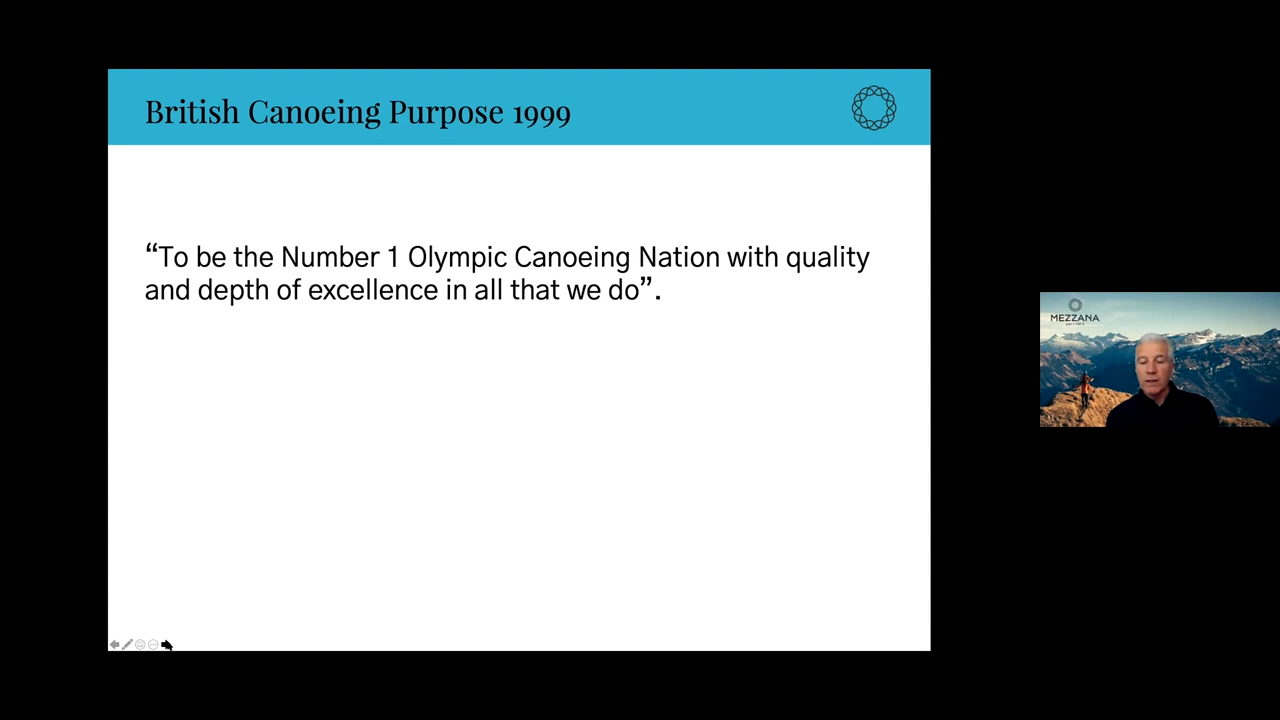 British Canoeing Purpose 1999
“To be the Number 1 Olympic Canoeing Nation with quality
and depth of excellence in all that we do”.
MEZZANA
partners